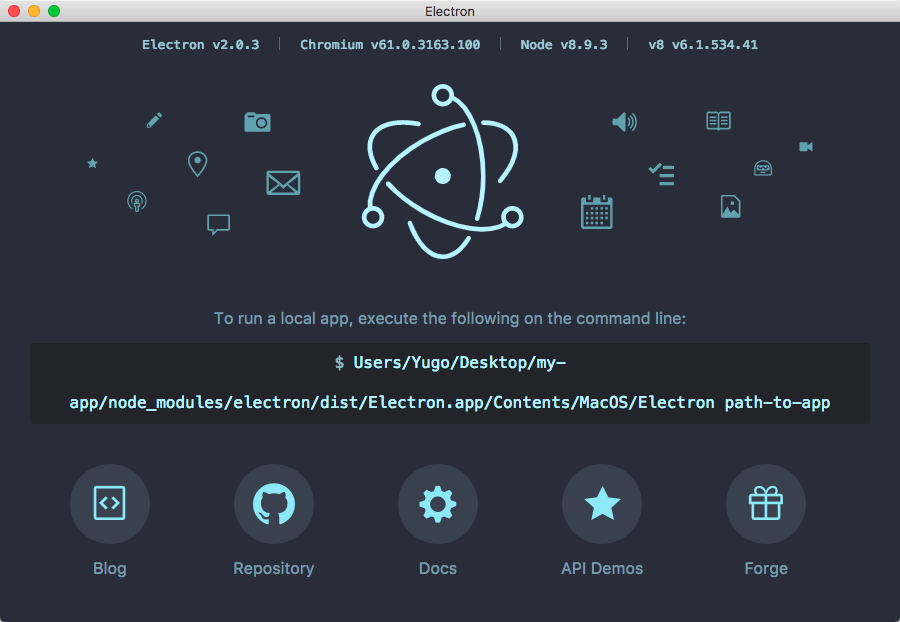 Electron
Electron v2.0.3 | Chromium v61.0.3163.100 | Node v8.9.3 | v8 v6.1.534.41
To run a local app, execute the following on the command line:
$ Users/Yugo/Desktop/my-
app/node_modules/electron/dist/Electron.app/Contents/MacOS/Electron path-to-app
Blog Repository Docs API Demos Forge